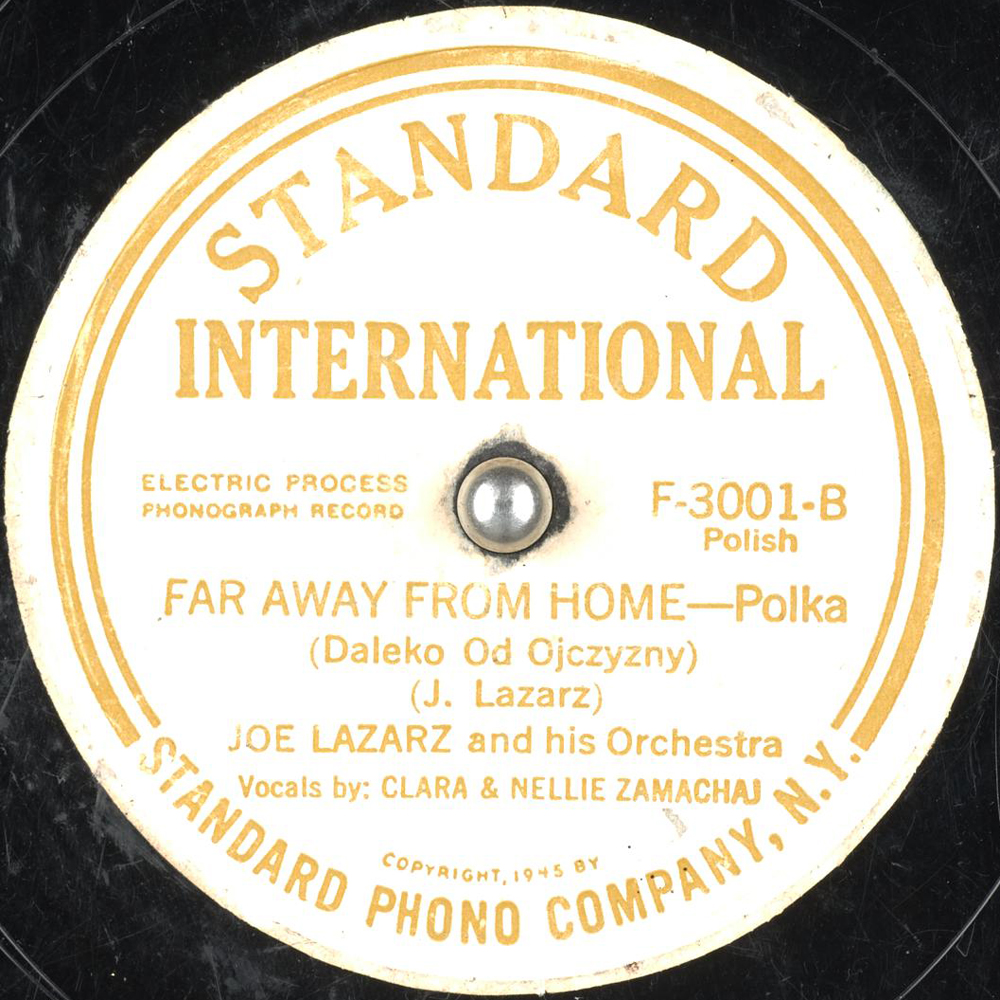 STANDARD
INTERNATIONAL
ELECTRIC PROCESS
PHONOGRAPH RECORD
F-3001-B
Polish
FAR AWAY FROM HOME—Polka
(Daleko Od Ojczyzny)
(J. Lazarz)
JOE LAZARZ and his Orchestra
Vocals by: CLARA & NELLIE ZAMACHAJ
COPYRIGHT, 1945 BY
STANDARD PHONO COMPANY, N.Y.